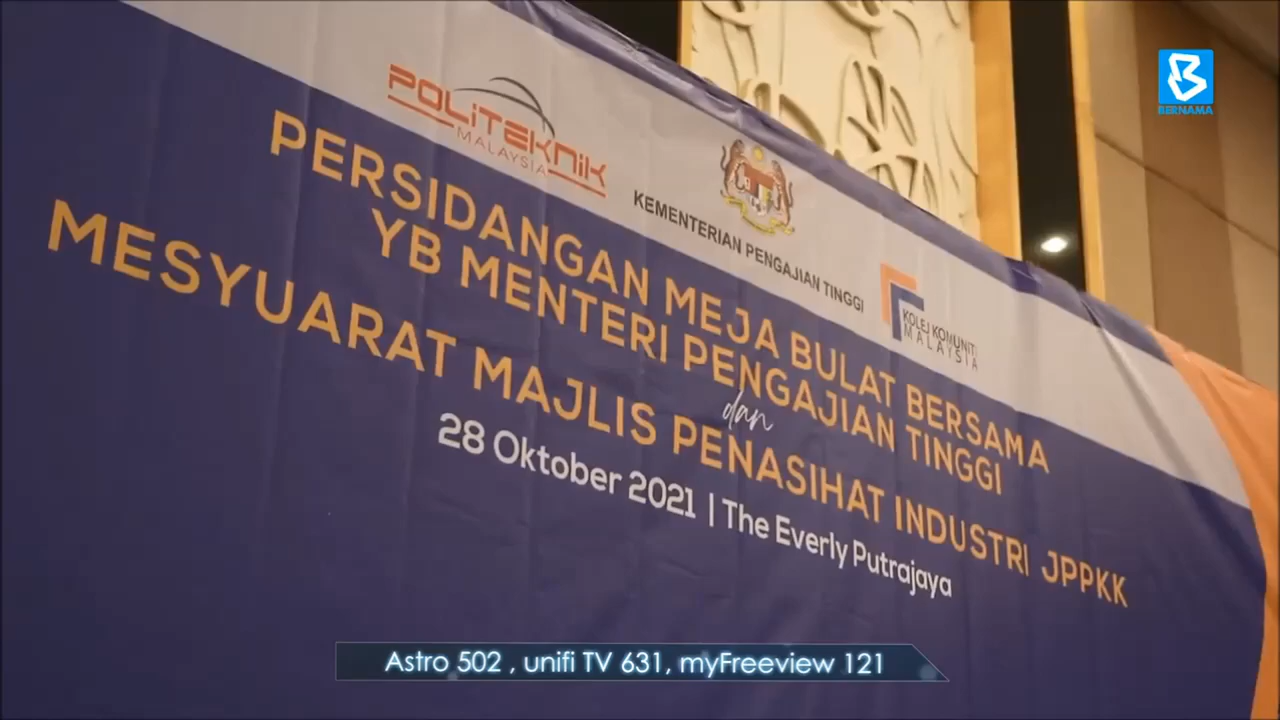 BERNAMA
POLITEKNIK
MALAYSIA
KEMENTERIAN PENGAJIAN TINGGI
KOLEJ KOMUNITI
MALAYSIA
PERSIDANGAN MEJA BULAT BERSAMA
YB MENTERI PENGAJIAN TINGGI
dan
MESYUARAT MAJLIS PENASIHAT INDUSTRI JPPKK
28 Oktober 2021 | The Everly Putrajaya
Astro 502 , unifi TV 631, myFreeview 121